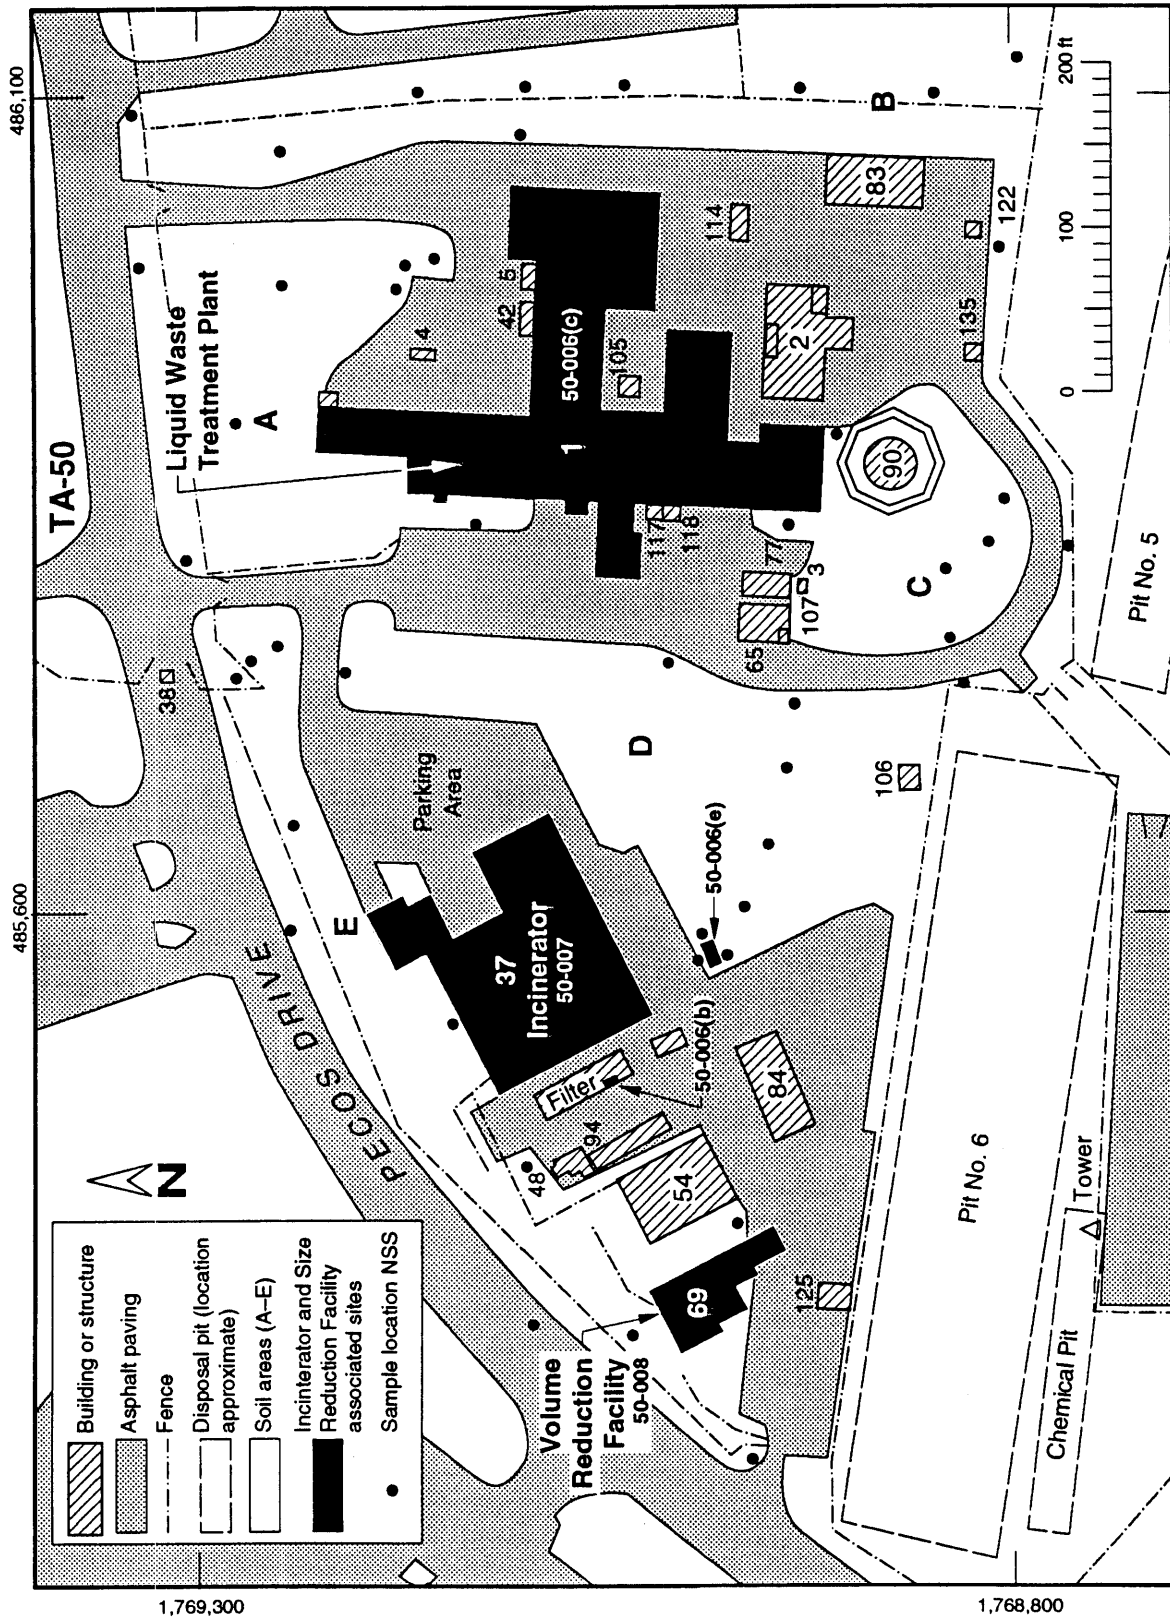 TA-50
Liquid Waste
Treatment Plant
486,100
485,600
1,769,300
1,768,800
PECOS DRIVE
N
Building or structure
Asphalt paving
Fence
Disposal pit (location
approximate)
Soil areas (A–E)
Incinterator and Size
Reduction Facility
associated sites
Sample location NSS
A
B
C
D
E
38
4
42
5
50-006(c)
1
105
114
83
2
122
135
90
117
118
77
3
107
65
106
Parking
Area
37
Incinerator
50-007
50-006(e)
50-006(b)
Filter
94
48
54
84
69
125
Volume
Reduction
Facility
50-008
Pit No. 5
Pit No. 6
Chemical Pit
Tower
0
100
200 ft